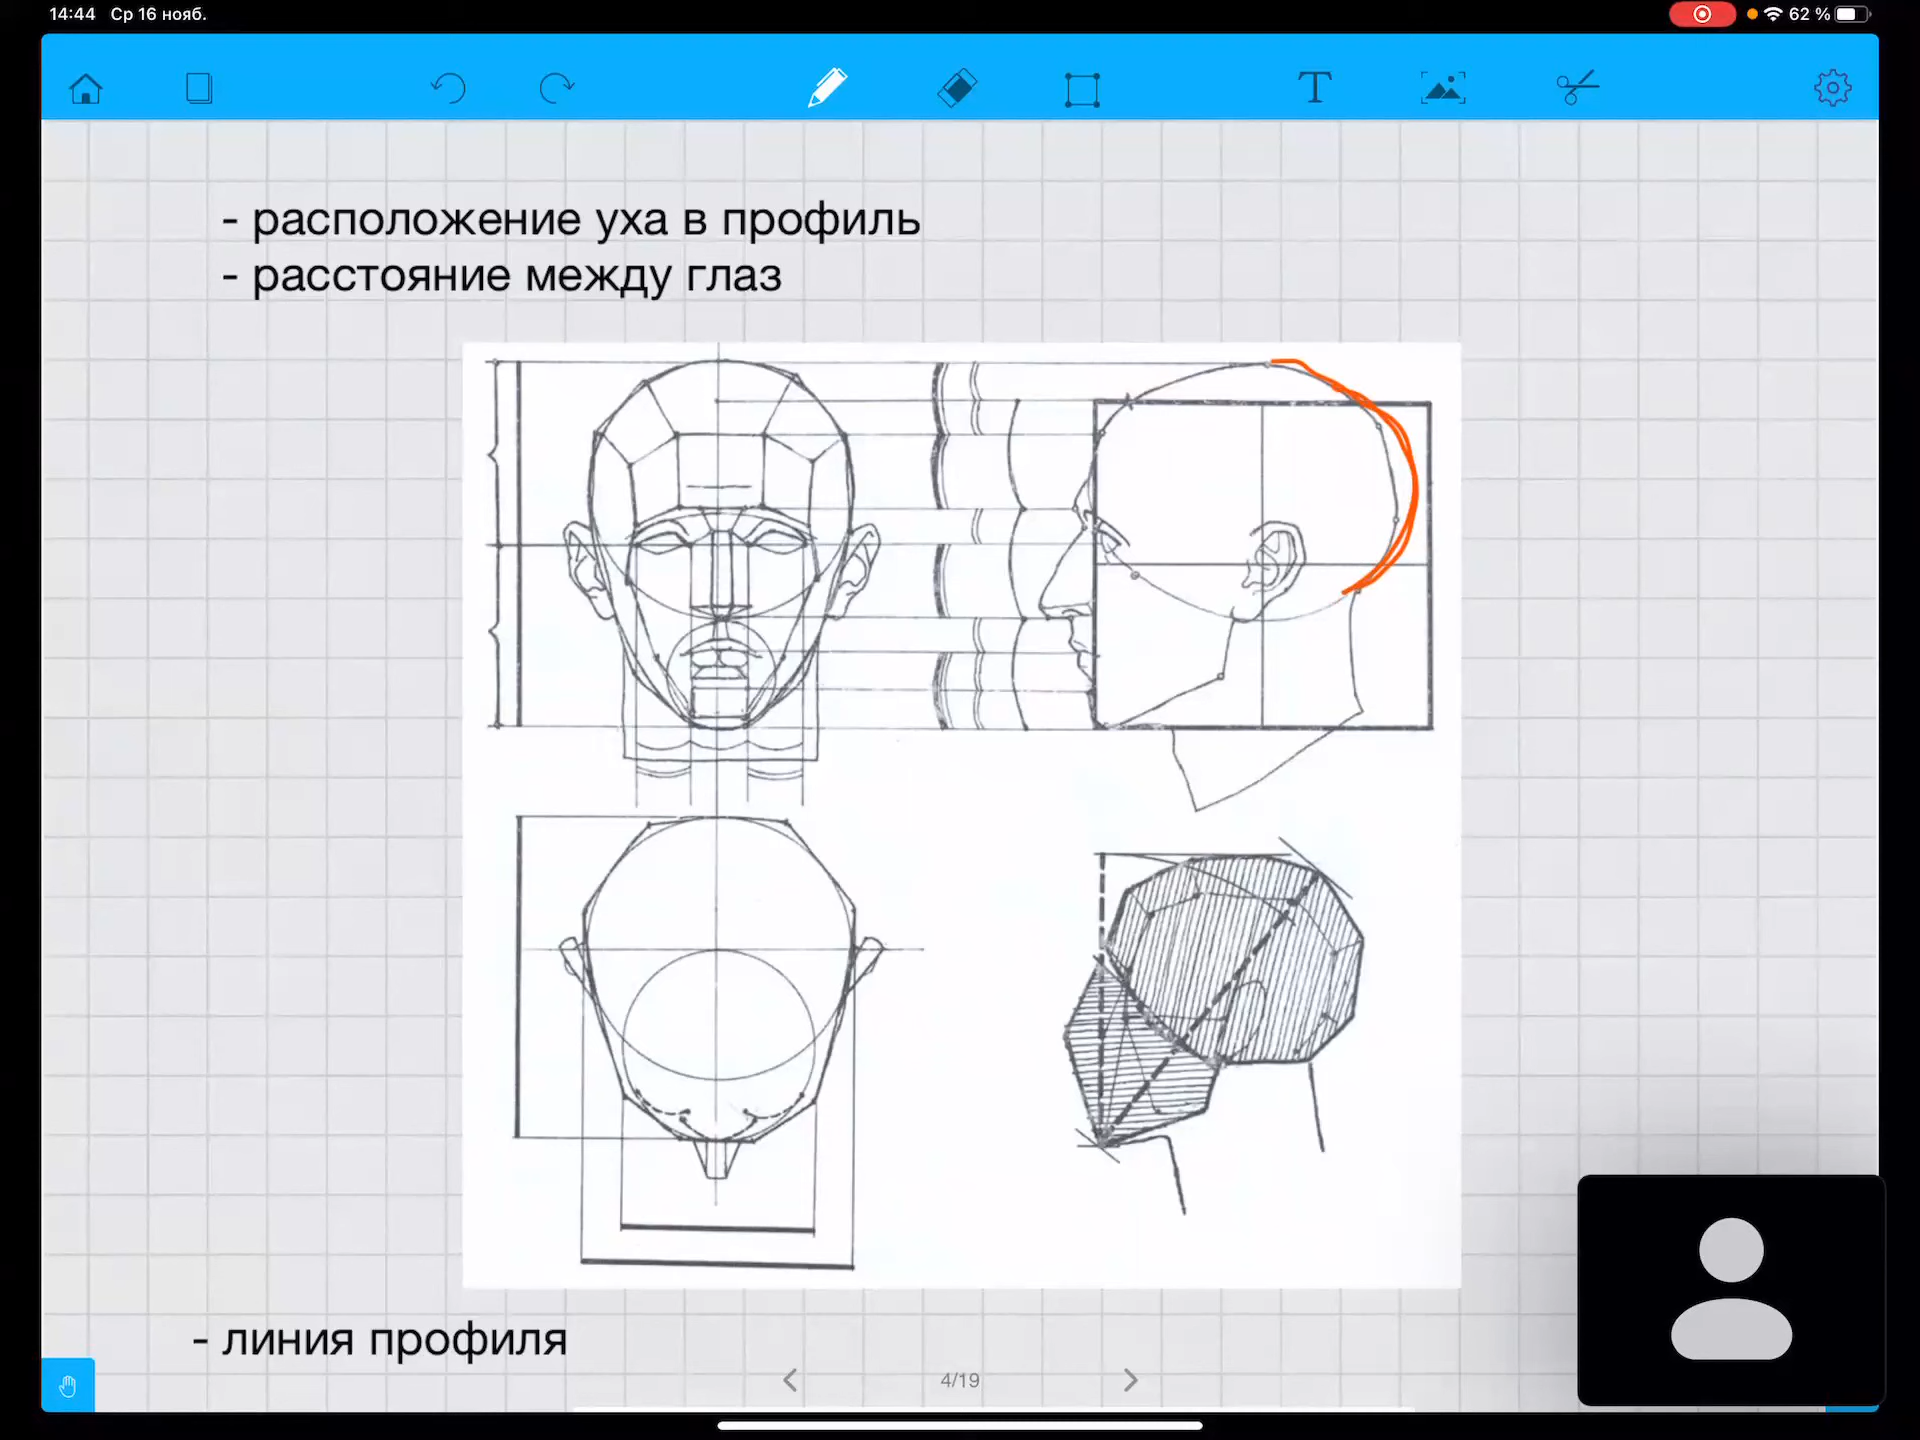 14:44 Ср 16 нояб.
62 %
T
- расположение уха в профиль
- расстояние между глаз
- линия профиля
4/19